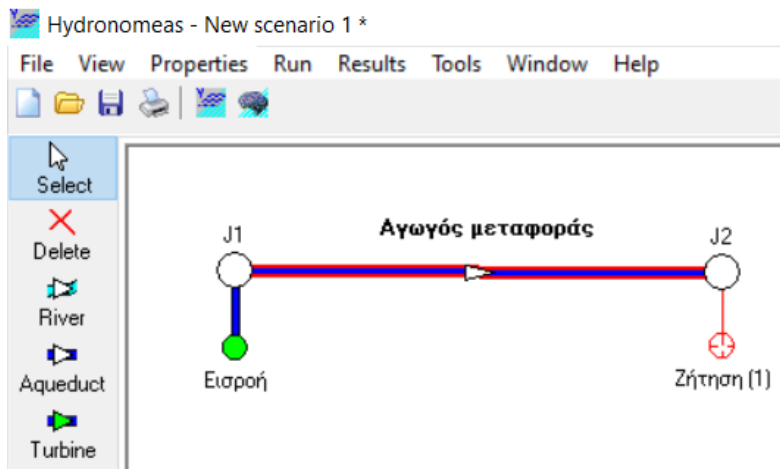 Hydronomeas - New scenario 1 *
File View Properties Run Results Tools Window Help
Select
Delete
River
Aqueduct
Turbine
J1
Αγωγός μεταφοράς
J2
Εισροή
Ζήτηση (1)